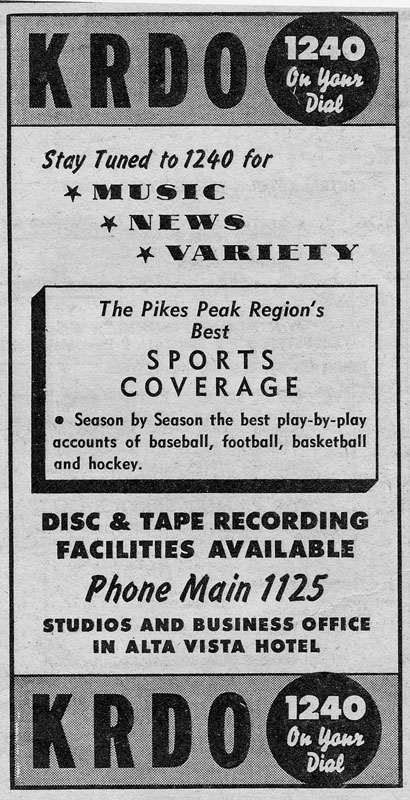 KRDO
1240
On Your
Dial
Stay Tuned to 1240 for
★ MUSIC
★ NEWS
★ VARIETY
The Pikes Peak Region's
Best
SPORTS
COVERAGE
• Season by Season the best play-by-play
accounts of baseball, football, basketball
and hockey.
DISC & TAPE RECORDING
FACILITIES AVAILABLE
Phone Main 1125
STUDIOS AND BUSINESS OFFICE
IN ALTA VISTA HOTEL
KRDO
1240
On Your
Dial